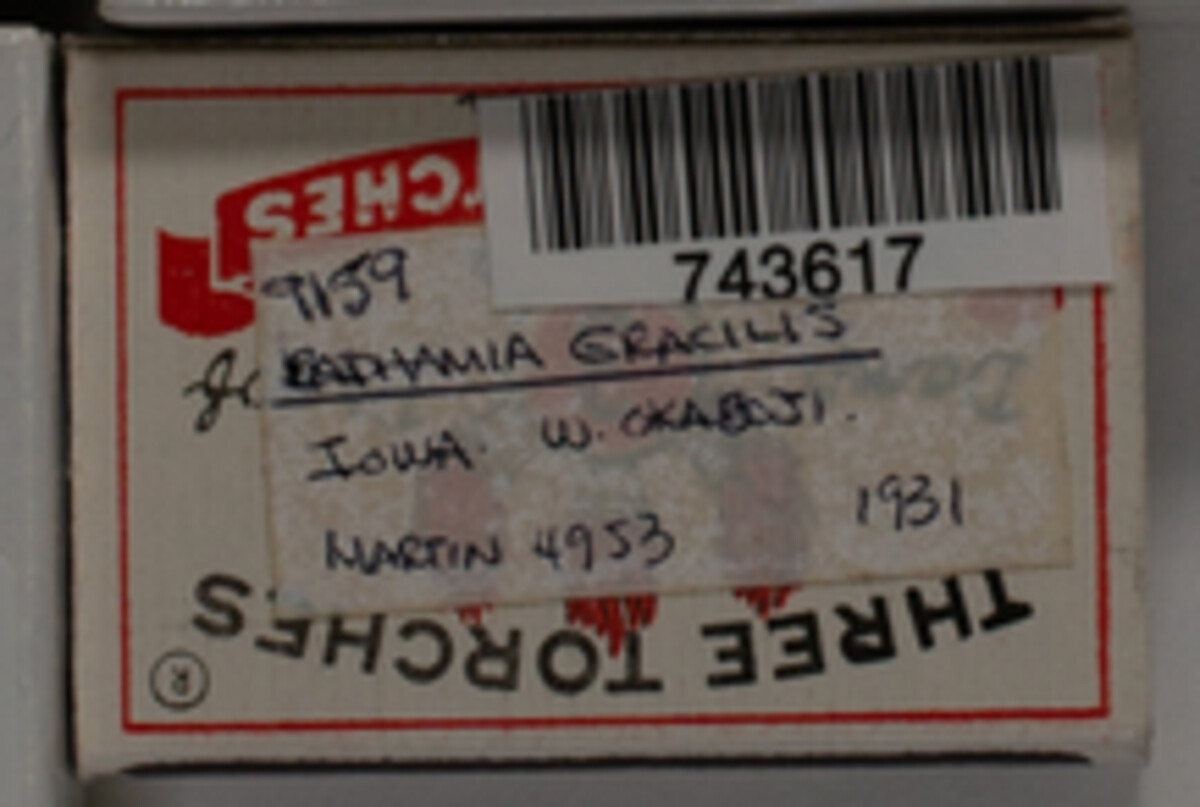 743617
9159
BADHAMIA GRACILIS
IOWA. W. OKABOJI.
MARTIN 4953 1931
THREE TORCHES
®